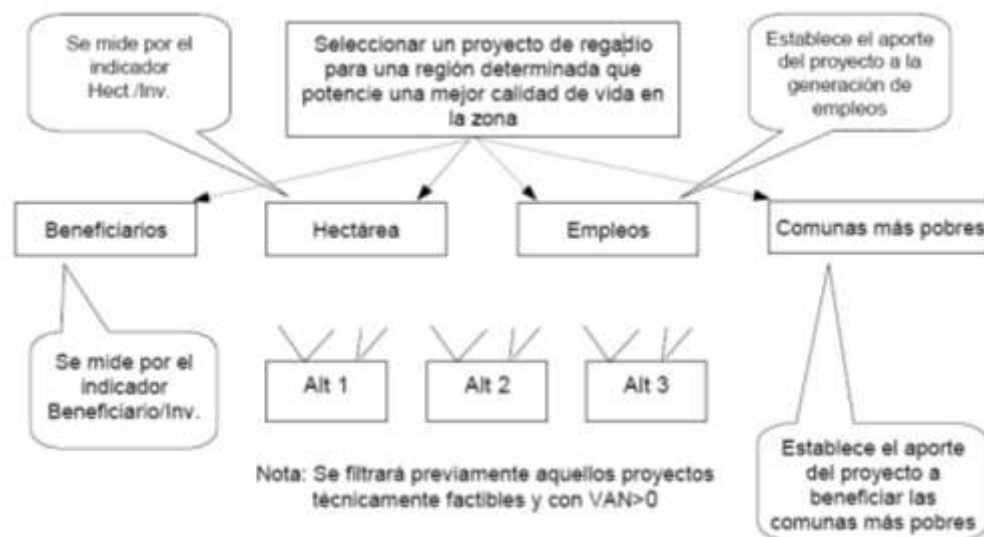 Se mide por el
indicador
Hect./Inv.
Seleccionar un proyecto de regadio
para una región determinada que
potencie una mejor calidad de vida en
la zona
Establece el aporte
del proyecto a la
generación de
empleos
Beneficiarios
Hectárea
Empleos
Comunas más pobres
Se mide por el
indicador
Beneficiario/Inv.
Alt 1
Alt 2
Alt 3
Establece el aporte
del proyecto a
beneficiar las
comunas más pobres
Nota: Se filtrará previamente aquellos proyectos
técnicamente factibles y con VAN>0